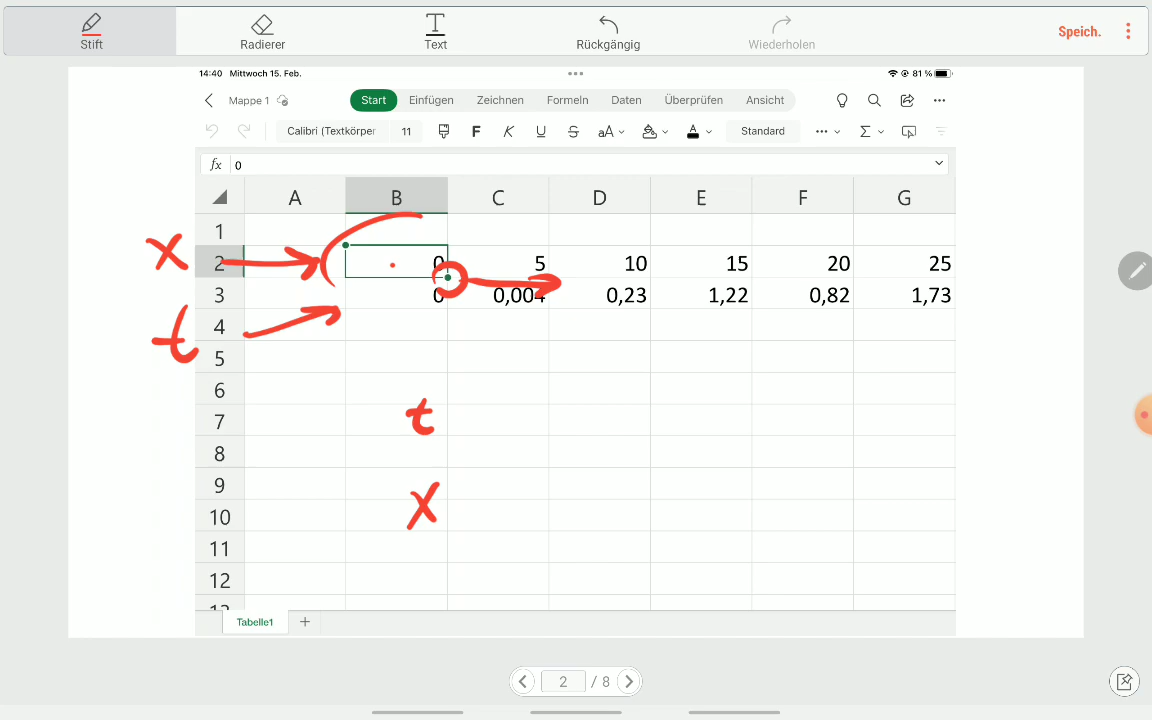 Stift Radierer Text Rückgängig Wiederholen Speich.
14:40 Mittwoch 15. Feb. 81 %
Mappe 1 Start Einfügen Zeichnen Formeln Daten Überprüfen Ansicht
Calibri (Textkörper 11 F K U S aA A Standard Σ
fx 0
A B C D E F G
1
x 2 0 5 10 15 20 25
3 0 0,004 0,23 1,22 0,82 1,73
t 4
5
6
7 t
8
9
10 x
11
12
13
Tabelle1 +
2 / 8